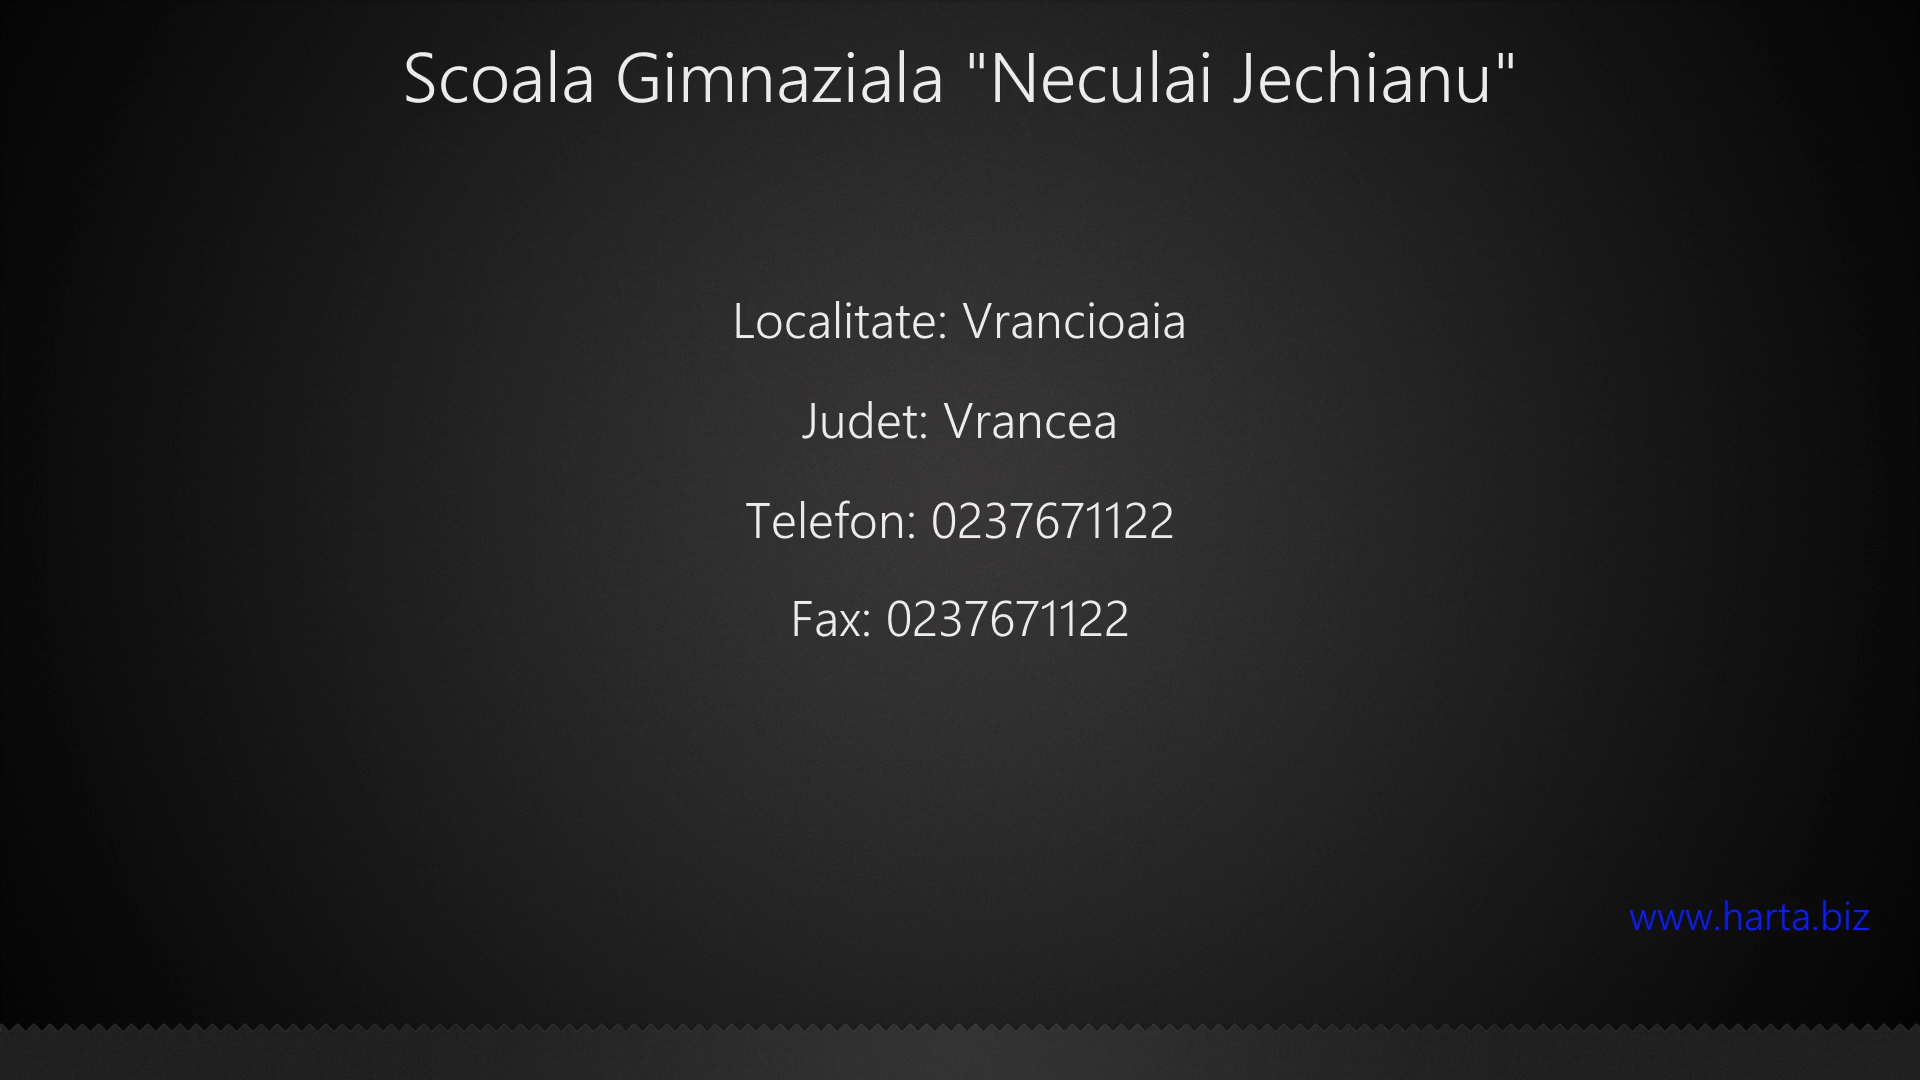 Scoala Gimnaziala "Neculai Jechianu"
Localitate: Vrancioaia
Judet: Vrancea
Telefon: 0237671122
Fax: 0237671122
www.harta.biz